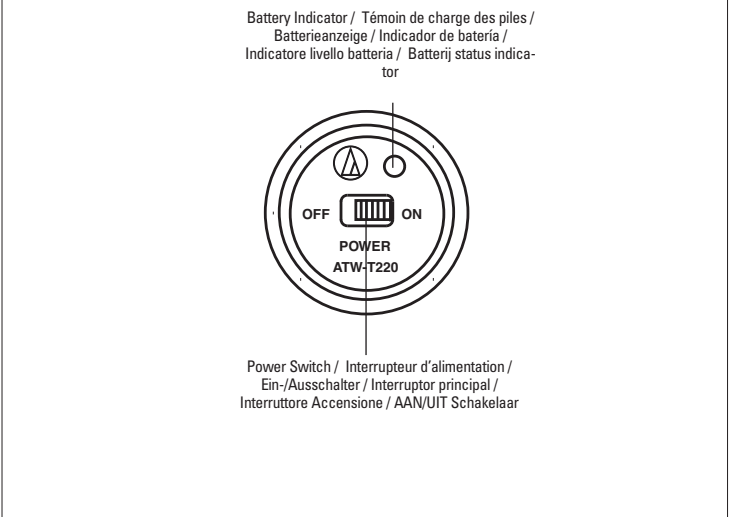 Battery Indicator / Témoin de charge des piles /
Batterieanzeige / Indicador de batería /
Indicatore livello batteria / Batterij status indica-
tor
OFF ON
POWER
ATW-T220
Power Switch / Interrupteur d'alimentation /
Ein-/Ausschalter / Interruptor principal /
Interruttore Accensione / AAN/UIT Schakelaar